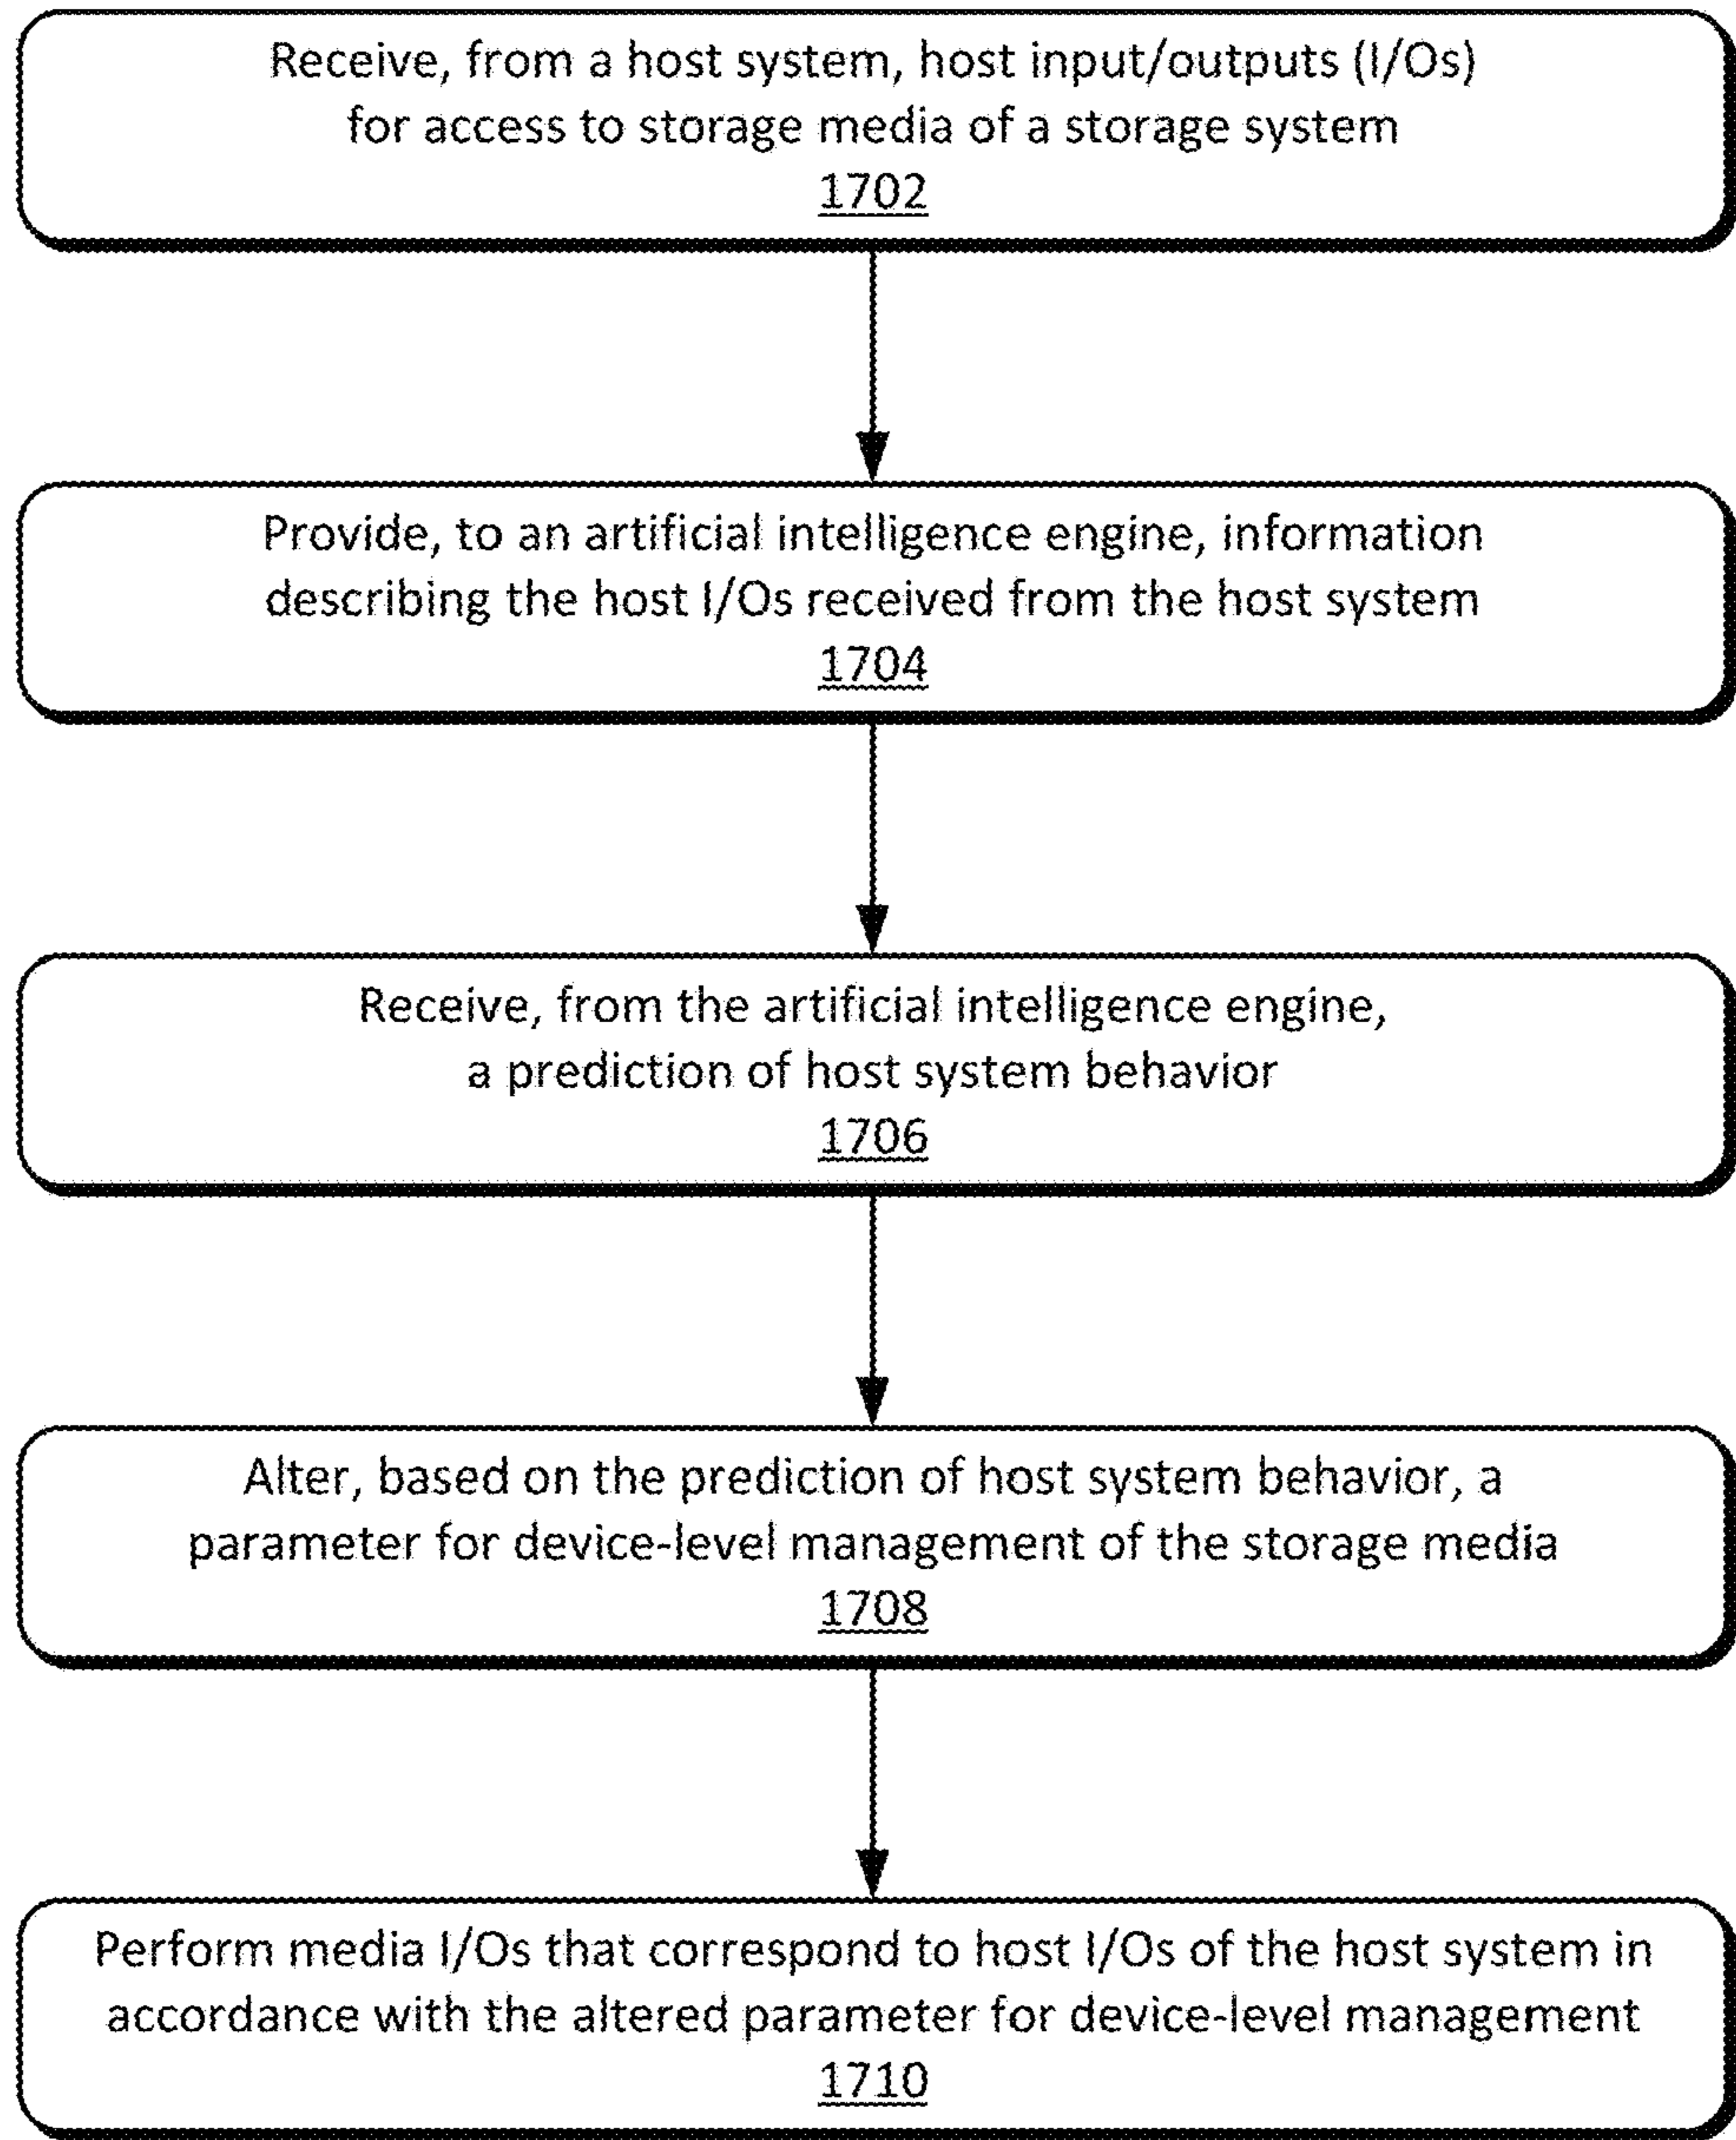 Receive, from a host system, host input/outputs (I/Os)
for access to storage media of a storage system
1702
Provide, to an artificial intelligence engine, information
describing the host I/Os received from the host system
1704
Receive, from the artificial intelligence engine,
a prediction of host system behavior
1706
Alter, based on the prediction of host system behavior, a
parameter for device-level management of the storage media
1708
Perform media I/Os that correspond to host I/Os of the host system in
accordance with the altered parameter for device-level management
1710